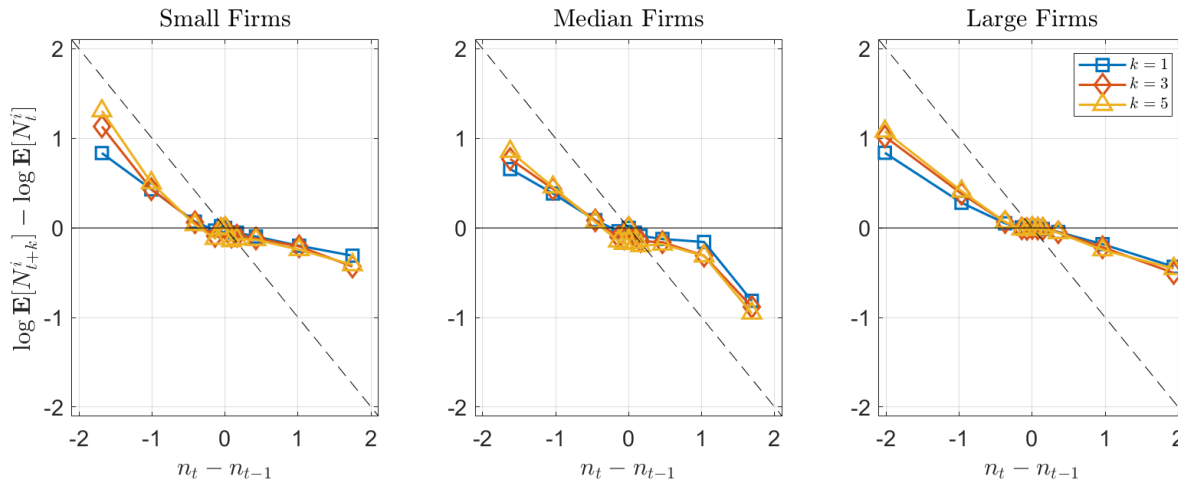 Small Firms
Median Firms
Large Firms
log E[N^i_{t+k}] − log E[N^i_t]
2
1
0
-1
-2
-2 -1 0 1 2
n_t − n_{t−1}
2
1
0
-1
-2
-2 -1 0 1 2
n_t − n_{t−1}
k = 1
k = 3
k = 5
2
1
0
-1
-2
-2 -1 0 1 2
n_t − n_{t−1}